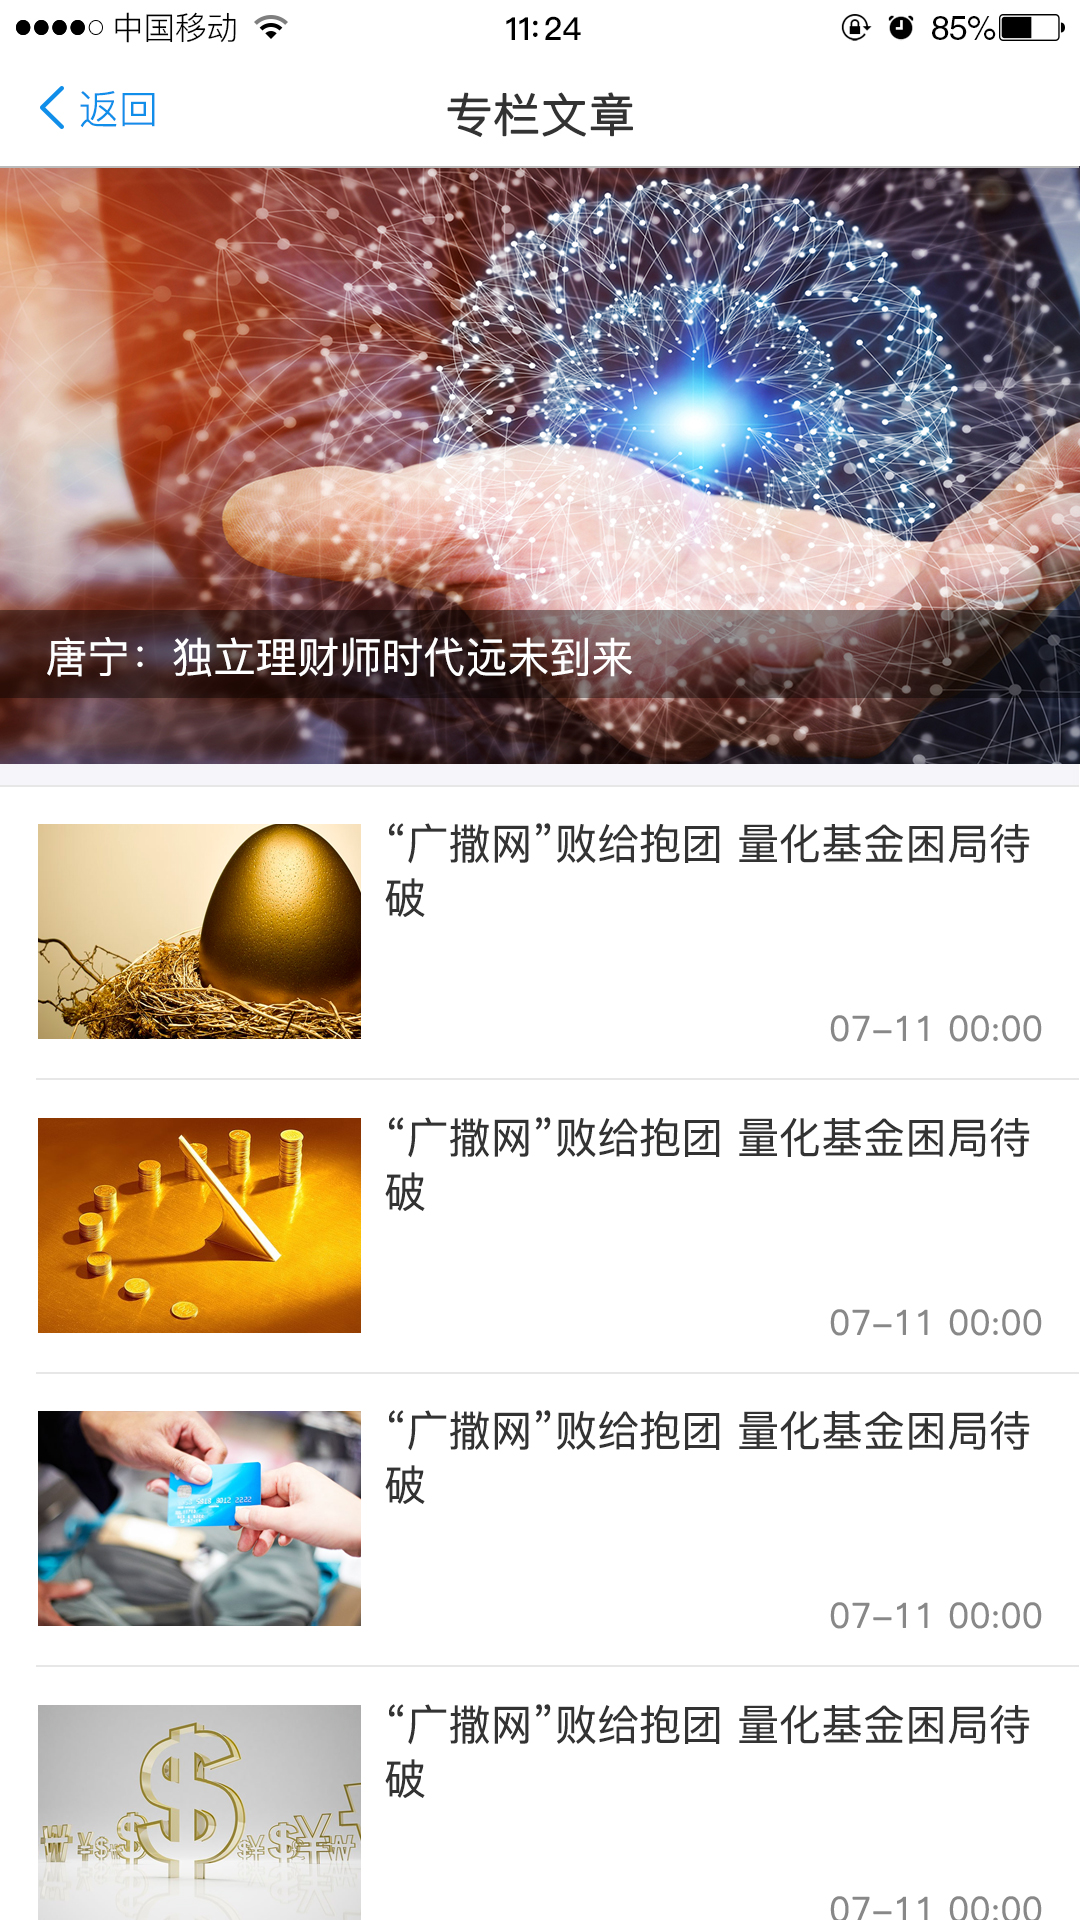 中国移动 11:24 85%
返回 专栏文章
唐宁：独立理财师时代远未到来
“广撒网”败给抱团 量化基金困局待
破
07-11 00:00
“广撒网”败给抱团 量化基金困局待
破
07-11 00:00
“广撒网”败给抱团 量化基金困局待
破
07-11 00:00
“广撒网”败给抱团 量化基金困局待
破
07-11 00:00